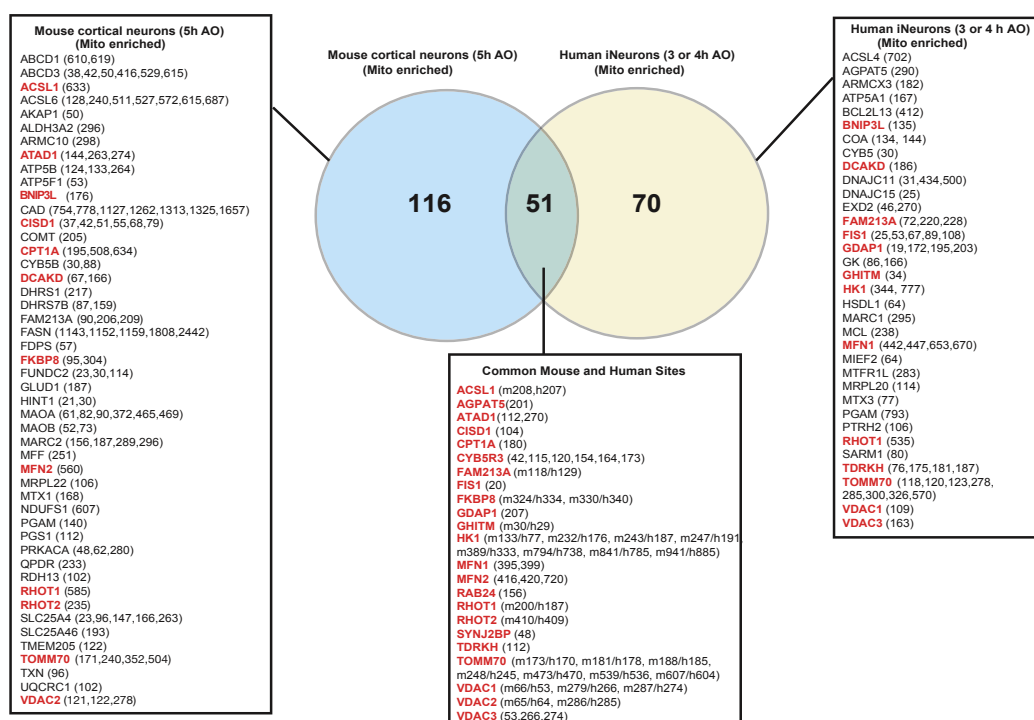 Mouse cortical neurons (5h AO)
(Mito enriched)
ABCD1 (610,619)
ABCD3 (38,42,50,416,529,615)
ACSL1 (633)
ACSL6 (128,240,511,527,572,615,687)
AKAP1 (50)
ALDH3A2 (296)
ARMC10 (298)
ATAD1 (144,263,274)
ATP5B (124,133,264)
ATP5F1 (53)
BNIP3L (176)
CAD (754,778,1127,1262,1313,1325,1657)
CISD1 (37,42,51,55,68,79)
COMT (205)
CPT1A (195,508,634)
CYB5B (30,88)
DCAKD (67,166)
DHRS1 (217)
DHRS7B (87,159)
FAM213A (90,206,209)
FASN (1143,1152,1159,1808,2442)
FDPS (57)
FKBP8 (95,304)
FUNDC2 (23,30,114)
GLUD1 (187)
HINT1 (21,30)
MAOA (61,82,90,372,465,469)
MAOB (52,73)
MARC2 (156,187,289,296)
MFF (251)
MFN2 (560)
MRPL22 (106)
MTX1 (168)
NDUFS1 (607)
PGAM (140)
PGS1 (112)
PRKACA (48,62,280)
QPDR (233)
RDH13 (102)
RHOT1 (585)
RHOT2 (235)
SLC25A4 (23,96,147,166,263)
SLC25A46 (193)
TMEM205 (122)
TOMM70 (171,240,352,504)
TXN (96)
UQCRC1 (102)
VDAC2 (121,122,278)
Mouse cortical neurons (5h AO)
(Mito enriched)
Human iNeurons (3 or 4h AO)
(Mito enriched)
116
51
70
Common Mouse and Human Sites
ACSL1 (m208,h207)
AGPAT5(201)
ATAD1(112,270)
CISD1 (104)
CPT1A (180)
CYB5R3 (42,115,120,154,164,173)
FAM213A (m118/h129)
FIS1 (20)
FKBP8 (m324/h334, m330/h340)
GDAP1 (207)
GHITM (m30/h29)
HK1 (m133/h77, m232/h176, m243/h187, m247/h191,
m389/h333, m794/h738, m841/h785, m941/h885)
MFN1 (395,399)
MFN2 (416,420,720)
RAB24 (156)
RHOT1 (m200/h187)
RHOT2 (m410/h409)
SYNJ2BP (48)
TDRKH (112)
TOMM70 (m173/h170, m181/h178, m188/h185,
m248/h245, m473/h470, m539/h536, m607/h604)
VDAC1 (m66/h53, m279/h266, m287/h274)
VDAC2 (m65/h64, m286/h285)
VDAC3 (53,266,274)
Human iNeurons (3 or 4 h AO)
(Mito enriched)
ACSL4 (702)
AGPAT5 (290)
ARMCX3 (182)
ATP5A1 (167)
BCL2L13 (412)
BNIP3L (135)
COA (134, 144)
CYB5 (30)
DCAKD (186)
DNAJC11 (31,434,500)
DNAJC15 (25)
EXD2 (46,270)
FAM213A (72,220,228)
FIS1 (25,53,67,89,108)
GDAP1 (19,172,195,203)
GK (86,166)
GHITM (34)
HK1 (344, 777)
HSDL1 (64)
MARC1 (295)
MCL (238)
MFN1 (442,447,653,670)
MIEF2 (64)
MTFR1L (283)
MRPL20 (114)
MTX3 (77)
PGAM (793)
PTRH2 (106)
RHOT1 (535)
SARM1 (80)
TDRKH (76,175,181,187)
TOMM70 (118,120,123,278,
285,300,326,570)
VDAC1 (109)
VDAC3 (163)